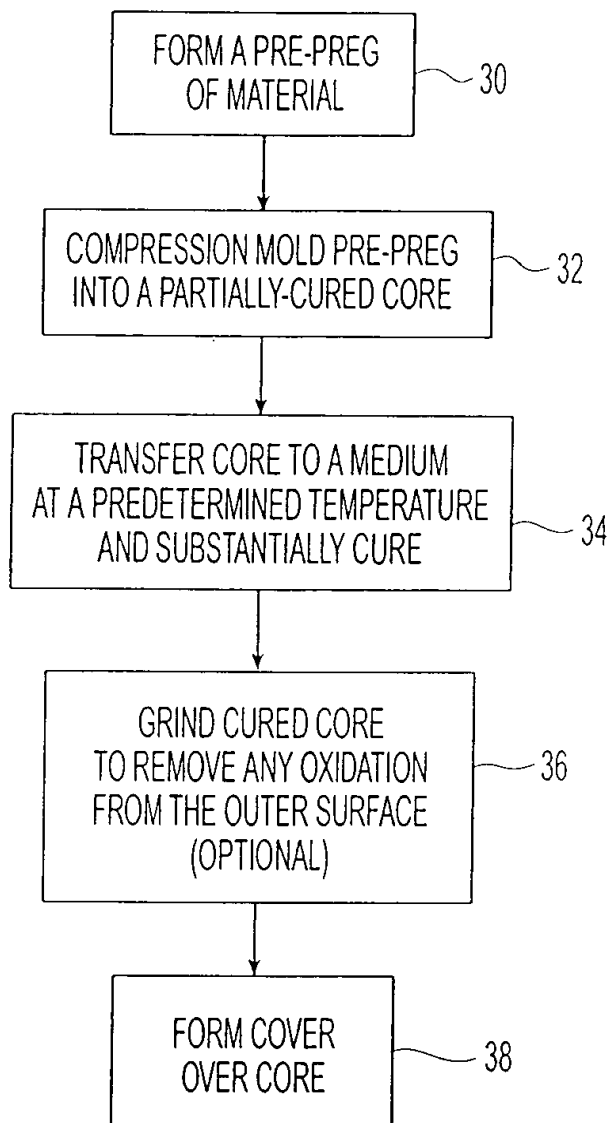 FORM A PRE-PREG
OF MATERIAL
30
COMPRESSION MOLD PRE-PREG
INTO A PARTIALLY-CURED CORE
32
TRANSFER CORE TO A MEDIUM
AT A PREDETERMINED TEMPERATURE
AND SUBSTANTIALLY CURE
34
GRIND CURED CORE
TO REMOVE ANY OXIDATION
FROM THE OUTER SURFACE
(OPTIONAL)
36
FORM COVER
OVER CORE
38